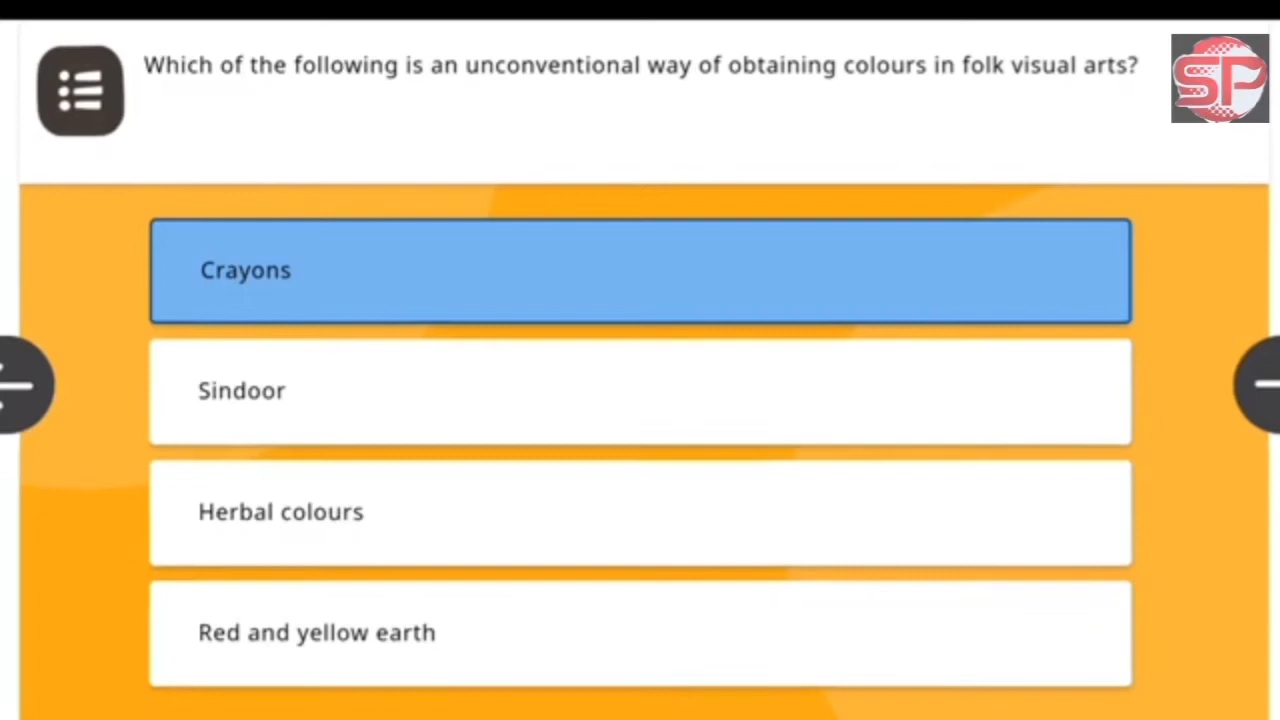 Which of the following is an unconventional way of obtaining colours in folk visual arts?
SP
Crayons
Sindoor
Herbal colours
Red and yellow earth